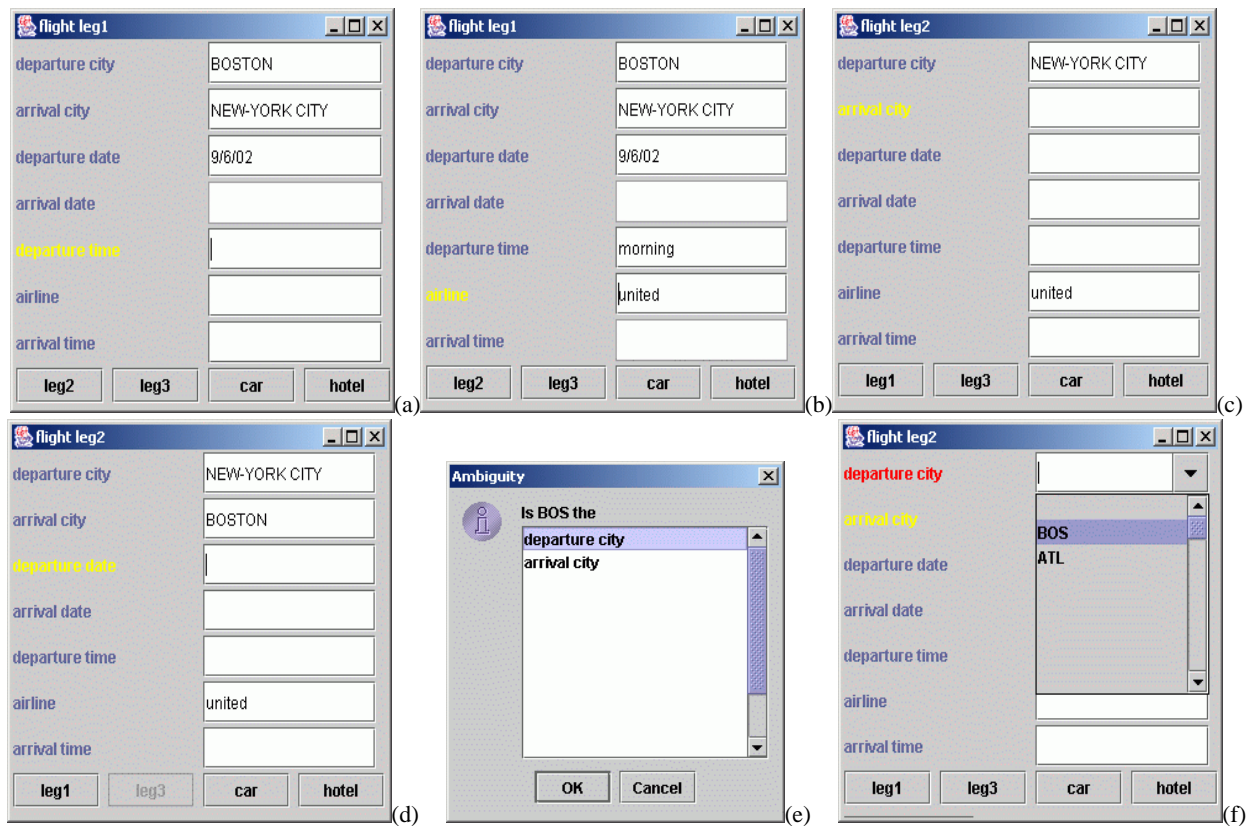 flight leg1
departure city BOSTON
arrival city NEW-YORK CITY
departure date 9/6/02
arrival date
departure time
airline
arrival time
leg2 leg3 car hotel
(a)
flight leg1
departure city BOSTON
arrival city NEW-YORK CITY
departure date 9/6/02
arrival date
departure time morning
airline united
arrival time
leg2 leg3 car hotel
(b)
flight leg2
departure city NEW-YORK CITY
arrival city
departure date
arrival date
departure time
airline united
arrival time
leg1 leg3 car hotel
(c)
flight leg2
departure city NEW-YORK CITY
arrival city BOSTON
departure date
arrival date
departure time
airline united
arrival time
leg1 leg3 car hotel
(d)
Ambiguity
Is BOS the
departure city
arrival city
OK Cancel
(e)
flight leg2
departure city
arrival city BOS
ATL
departure date
arrival date
departure time
airline
arrival time
leg1 leg3 car hotel
(f)